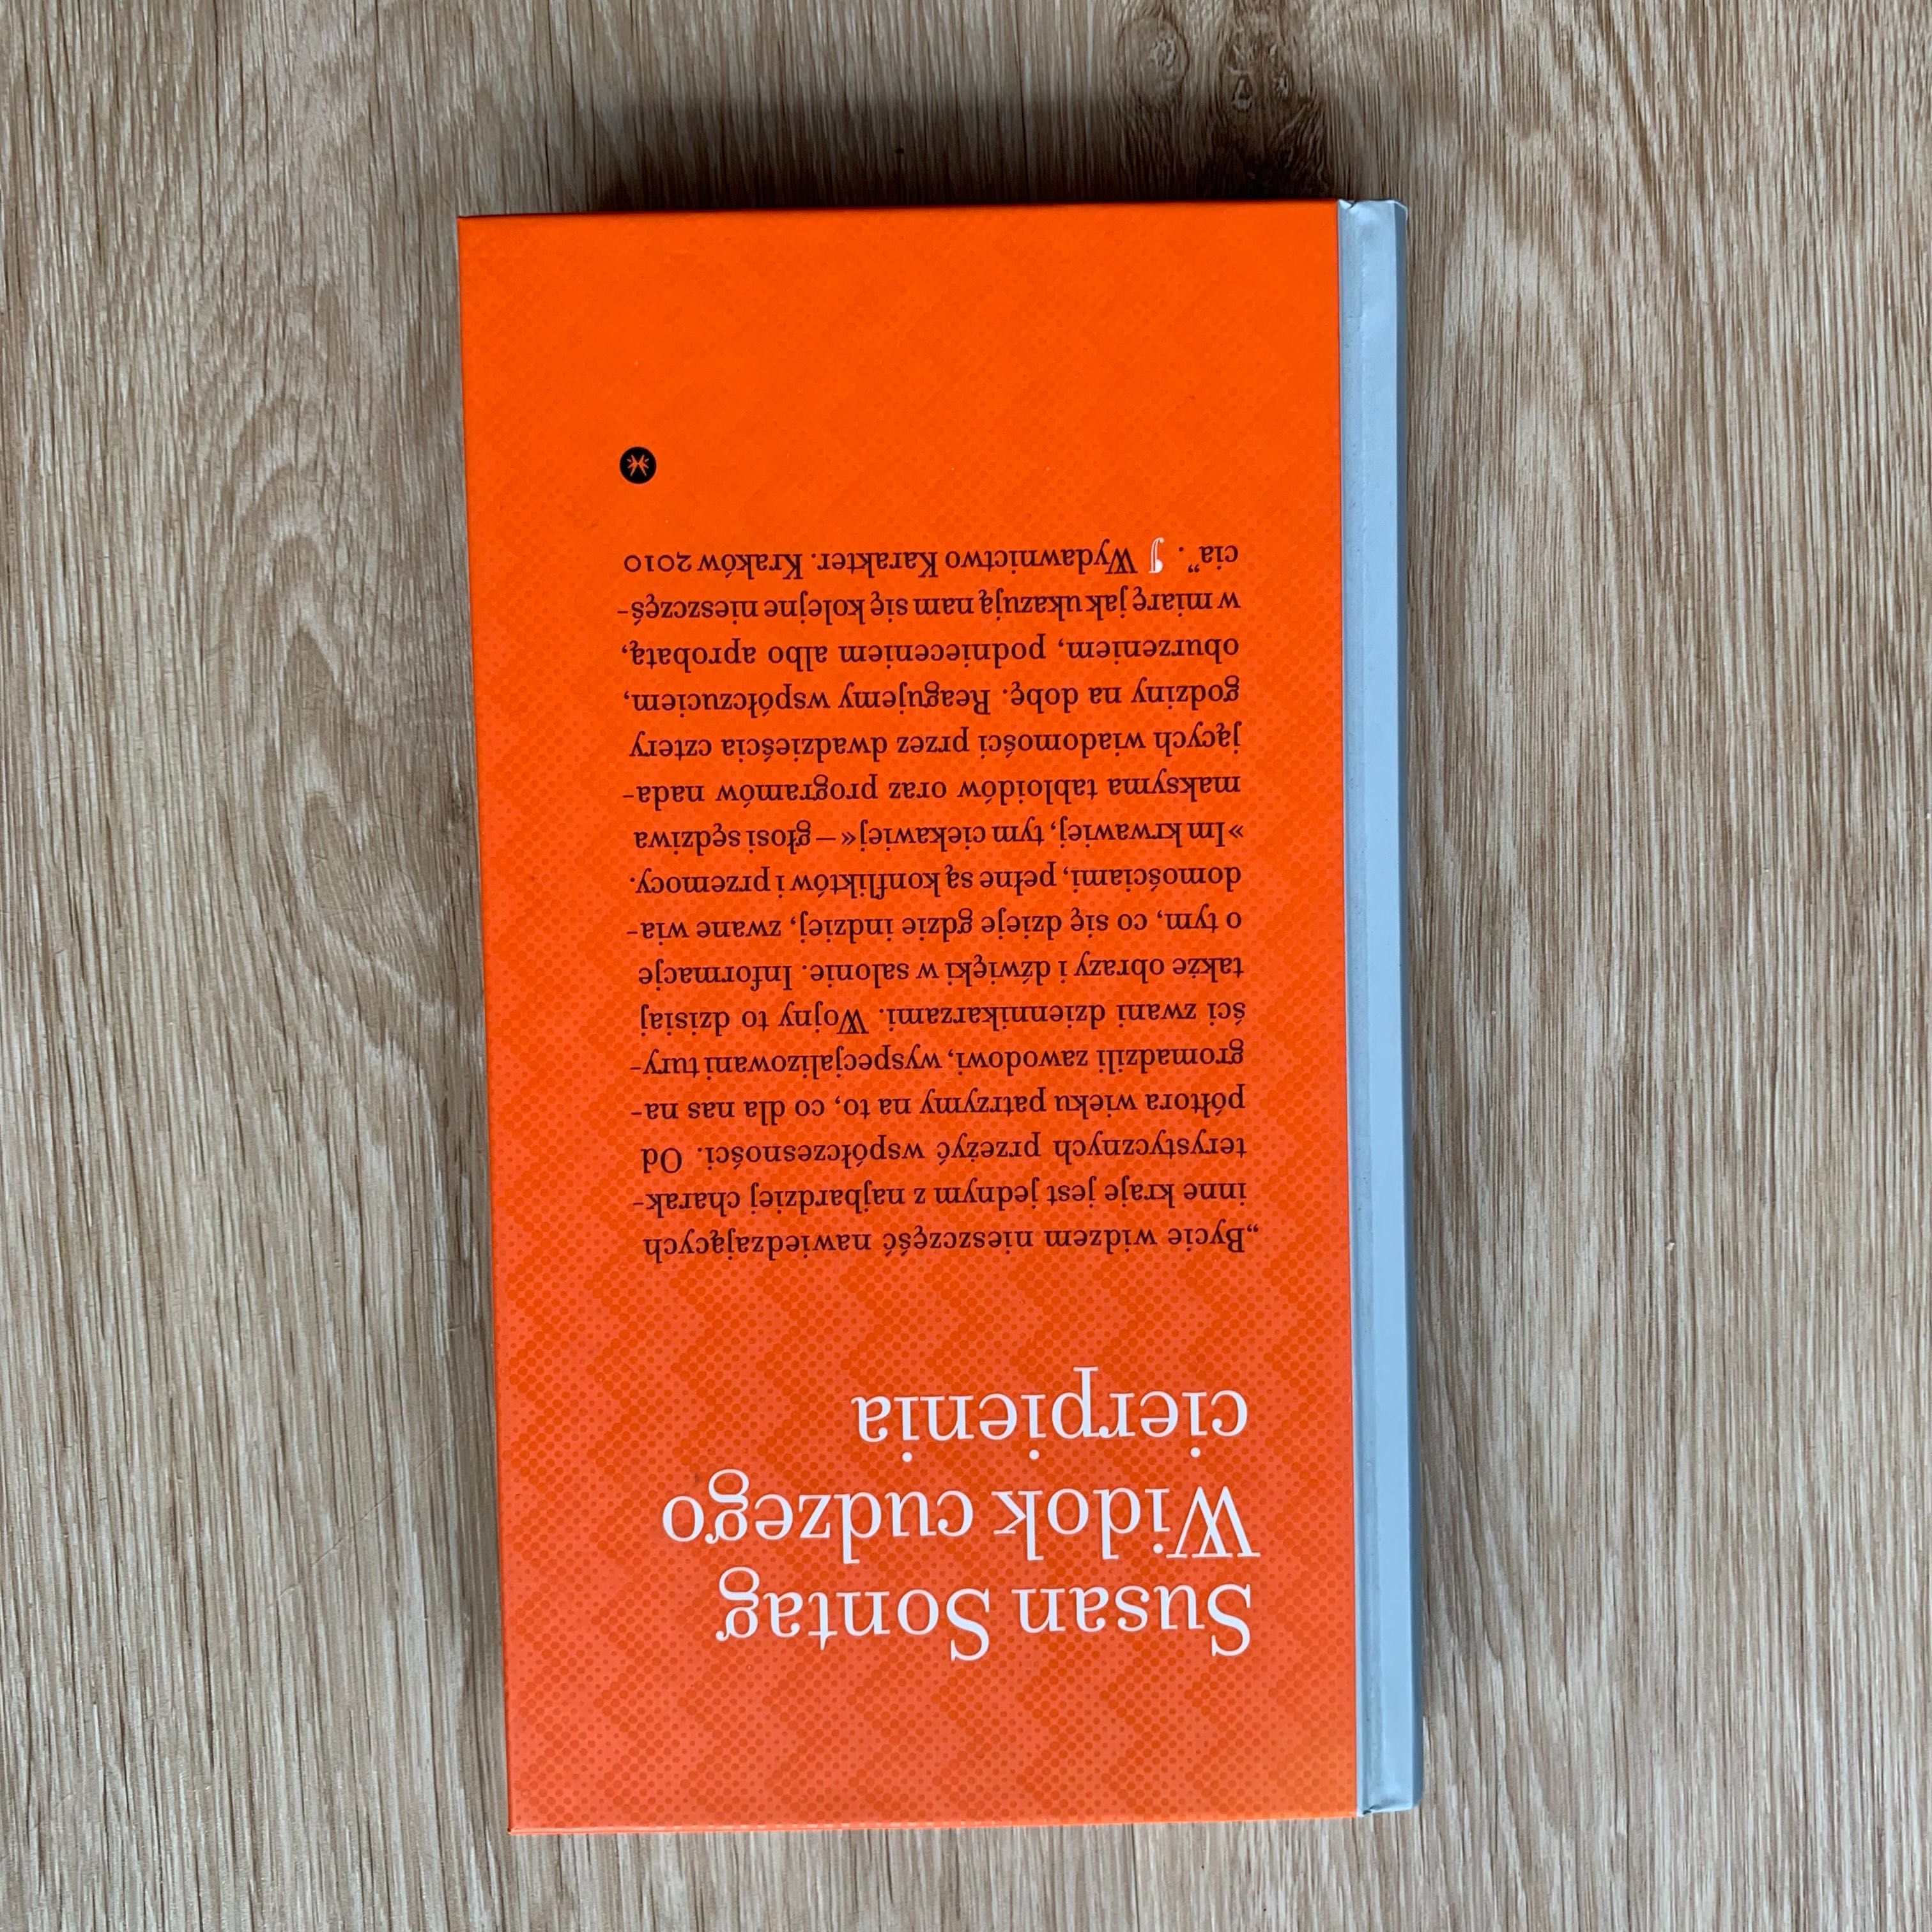 Susan Sontag
Widok cudzego
cierpienia
„Bycie widzem nieszczęść nawiedzających
inne kraje jest jednym z najbardziej charak-
terystycznych przeżyć współczesności. Od
półtora wieku patrzymy na to, co dla nas na-
gromadzili zawodowi, wyspecjalizowani tury-
ści zwani dziennikarzami. Wojny to dzisiaj
także obrazy i dźwięki w salonie. Informacje
o tym, co się dzieje gdzie indziej, zwane wia-
domościami, pełne są konfliktów i przemocy.
»Im krwawiej, tym ciekawiej« – głosi sędziwa
maksyma tabloidów oraz programów nada-
jących wiadomości przez dwadzieścia cztery
godziny na dobę. Reagujemy współczuciem,
oburzeniem, podnieceniem albo aprobatą,
w miarę jak ukazują nam się kolejne nieszczęś-
cia”. ¶ Wydawnictwo Karakter. Kraków 2010